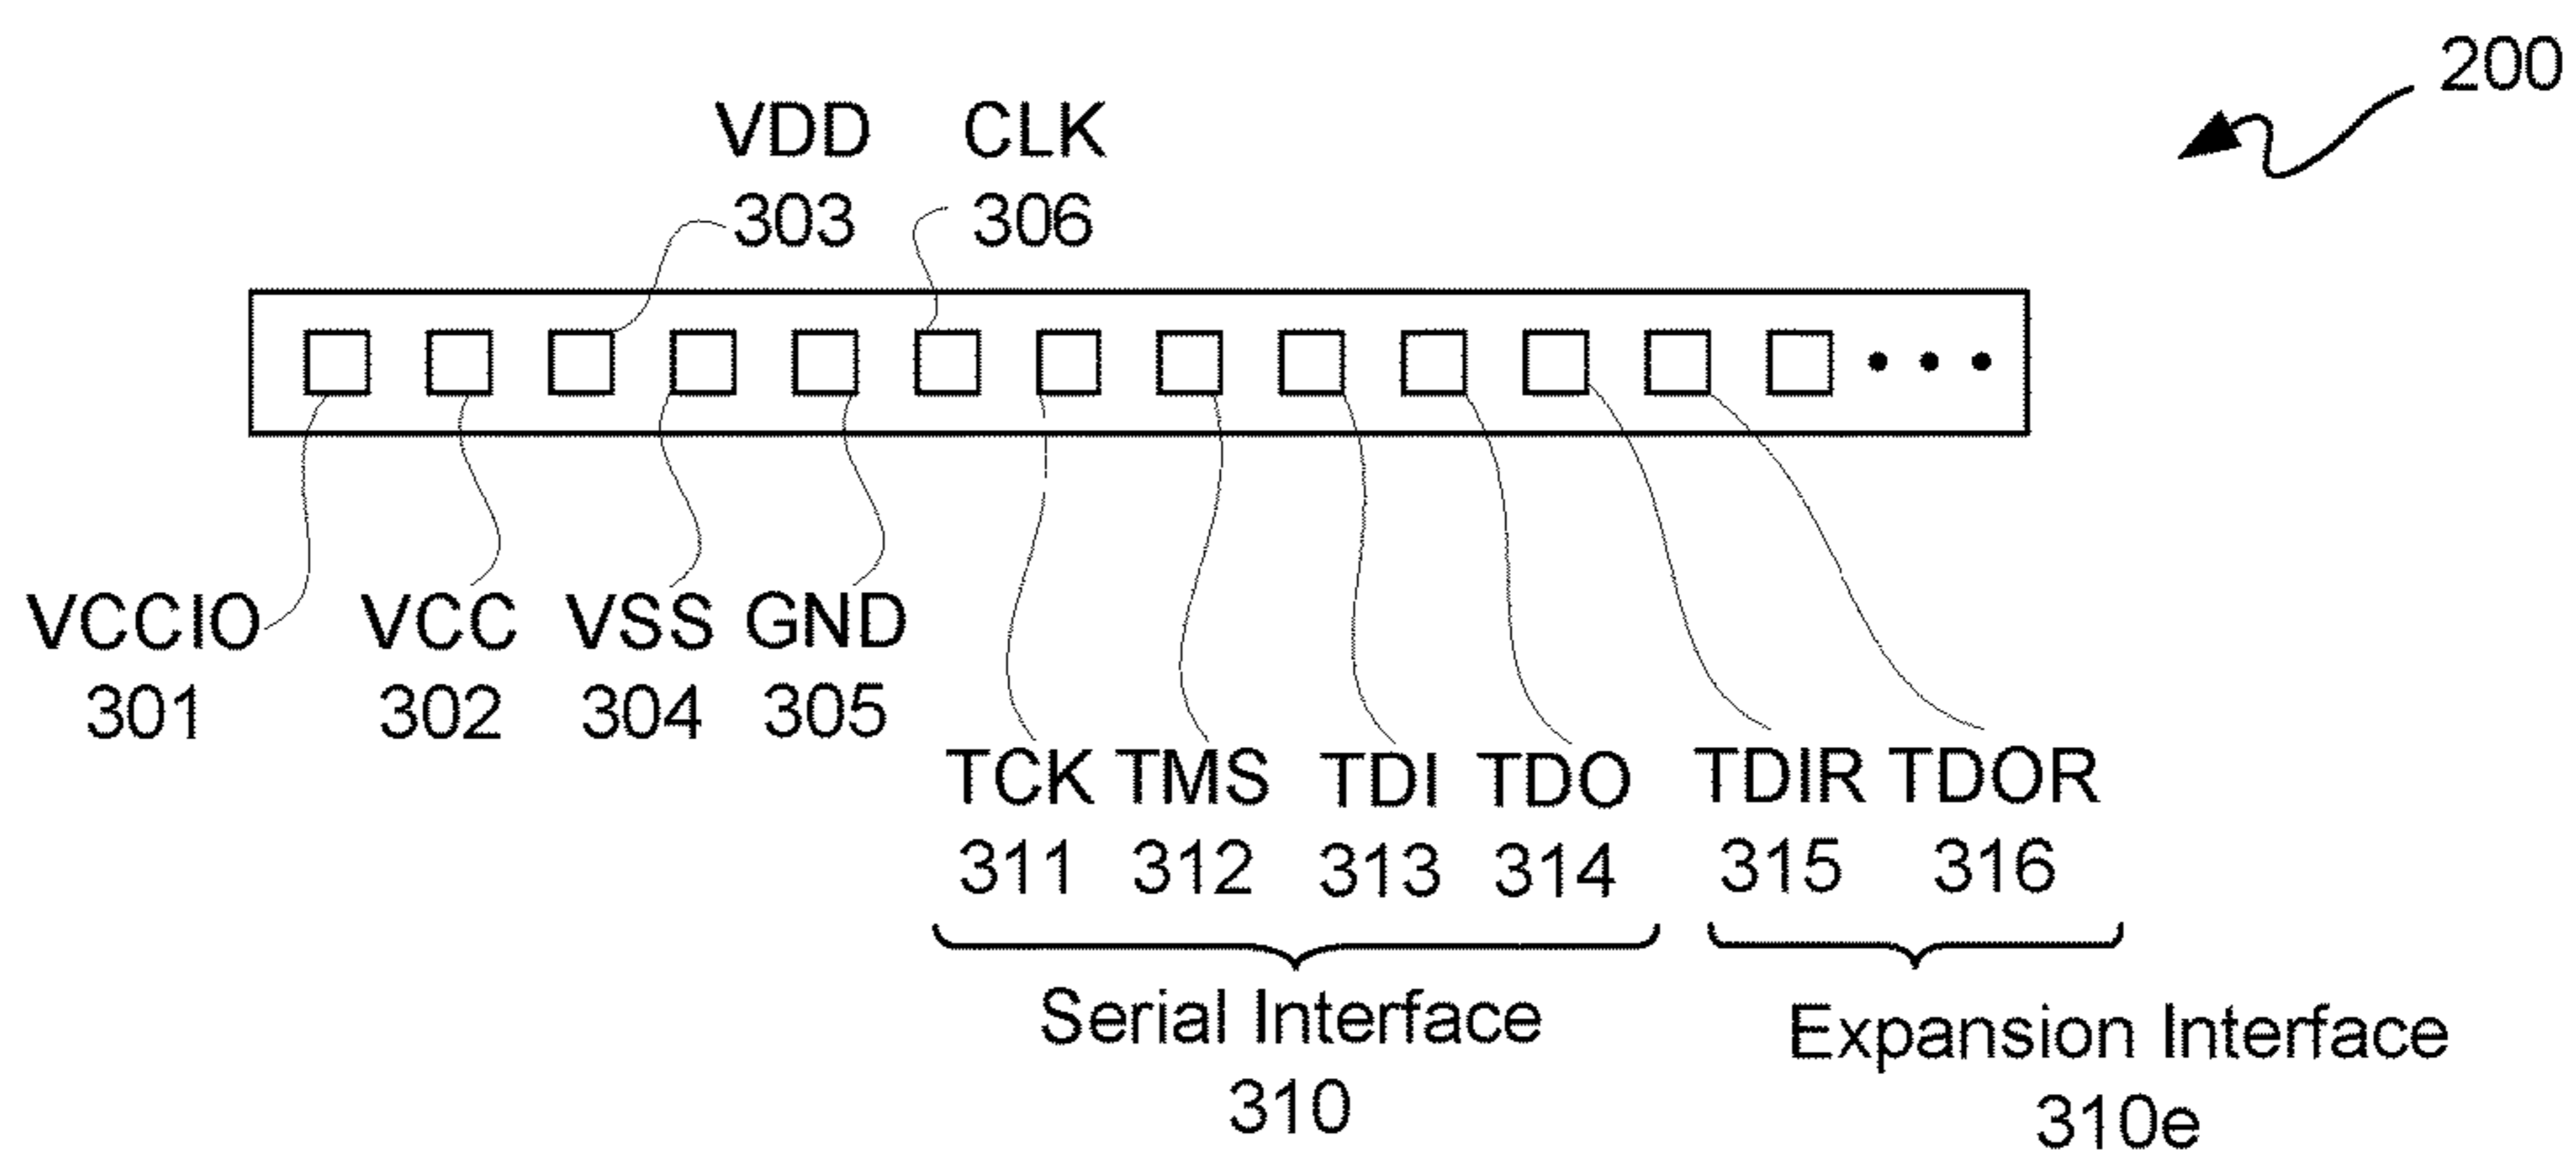 200
VDD CLK
303 306
VCCIO VCC VSS GND
301 302 304 305
TCK TMS TDI TDO TDIR TDOR
311 312 313 314 315 316
Serial Interface Expansion Interface
310 310e